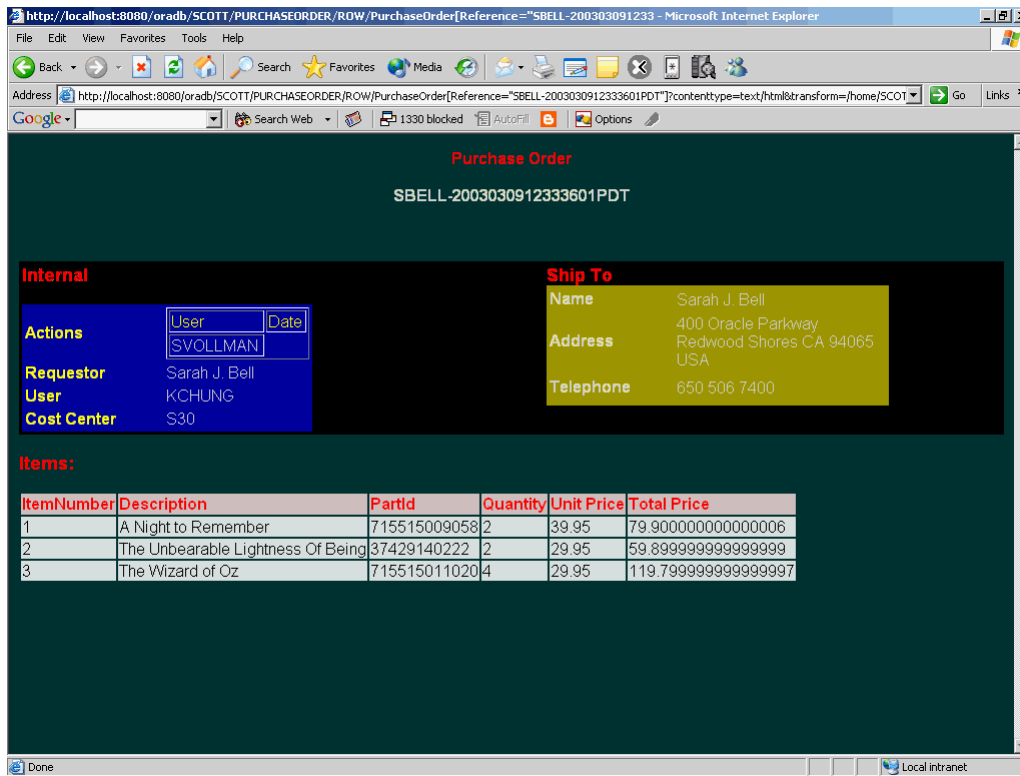 http://localhost:8080/oradb/SCOTT/PURCHASEORDER/ROW/PurchaseOrder[Reference="SBELL-200303091233 - Microsoft Internet Explorer
File Edit View Favorites Tools Help
Back Search Favorites Media
Address http://localhost:8080/oradb/SCOTT/PURCHASEORDER/ROW/PurchaseOrder[Reference="SBELL-2003030912333601PDT"]?contenttype=text/html&transform=/home/SCOT Go Links »
Google Search Web 1330 blocked AutoFill Options
Purchase Order
SBELL-2003030912333601PDT
Internal
Actions
User Date
SVOLLMAN
Requestor Sarah J. Bell
User KCHUNG
Cost Center S30
Ship To
Name Sarah J. Bell
Address 400 Oracle Parkway
Redwood Shores CA 94065
USA
Telephone 650 506 7400
Items:
ItemNumber Description PartId Quantity Unit Price Total Price
1 A Night to Remember 715515009058 2 39.95 79.900000000000006
2 The Unbearable Lightness Of Being 37429140222 2 29.95 59.899999999999999
3 The Wizard of Oz 715515011020 4 29.95 119.799999999999997
Done Local intranet